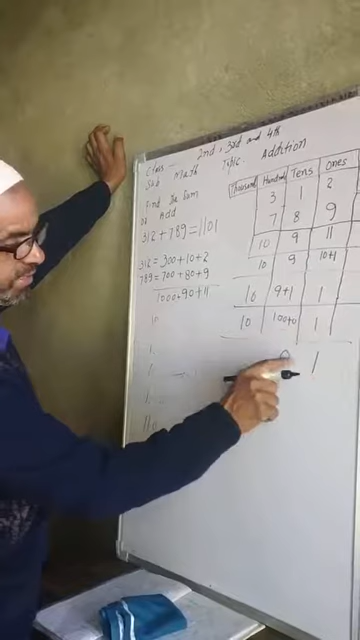 Class - 2nd, 3rd and 4th
Sub Math Topic. Addition
Find the Sum
or Add
312 + 789 = 1101
312 = 300+10+2
789 = 700+80+9
1000+90+11
10
Thousand Hundred Tens Ones
3 1 2
7 8 9
10 9 11
10 9 10+1
10 9+1 1
10 100+0 1
0 1